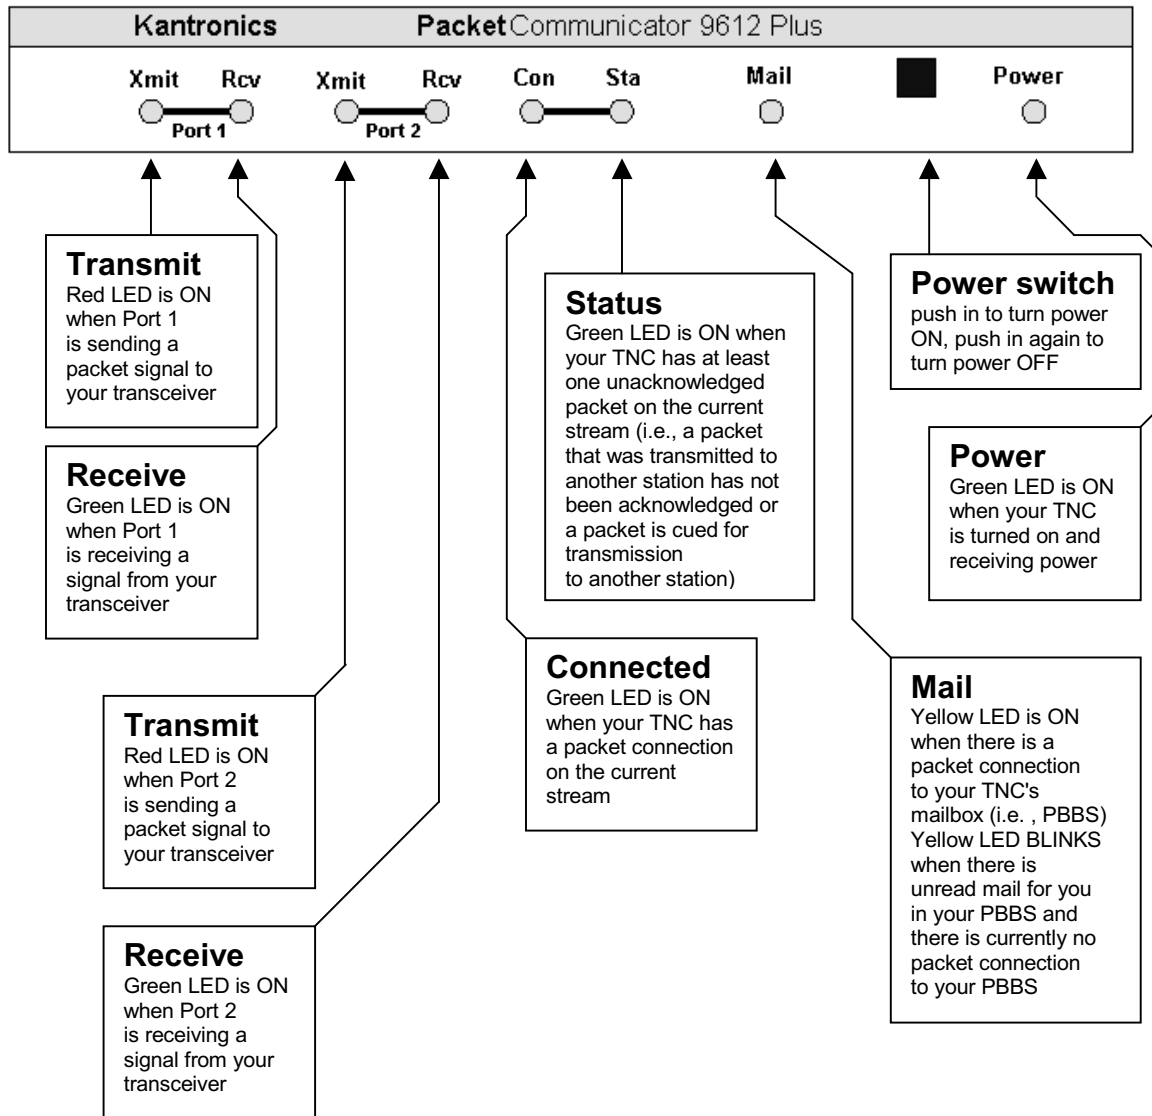 Kantronics PacketCommunicator 9612 Plus
Xmit Rcv Xmit Rcv Con Sta Mail Power
Port 1 Port 2
Transmit
Red LED is ON
when Port 1
is sending a
packet signal to
your transceiver
Receive
Green LED is ON
when Port 1
is receiving a
signal from your
transceiver
Transmit
Red LED is ON
when Port 2
is sending a
packet signal to
your transceiver
Receive
Green LED is ON
when Port 2
is receiving a
signal from your
transceiver
Status
Green LED is ON when
your TNC has at least
one unacknowledged
packet on the current
stream (i.e., a packet
that was transmitted to
another station has not
been acknowledged or
a packet is cued for
transmission
to another station)
Connected
Green LED is ON
when your TNC has
a packet connection
on the current
stream
Power switch
push in to turn power
ON, push in again to
turn power OFF
Power
Green LED is ON
when your TNC
is turned on and
receiving power
Mail
Yellow LED is ON
when there is a
packet connection
to your TNC's
mailbox (i.e. , PBBS)
Yellow LED BLINKS
when there is
unread mail for you
in your PBBS and
there is currently no
packet connection
to your PBBS